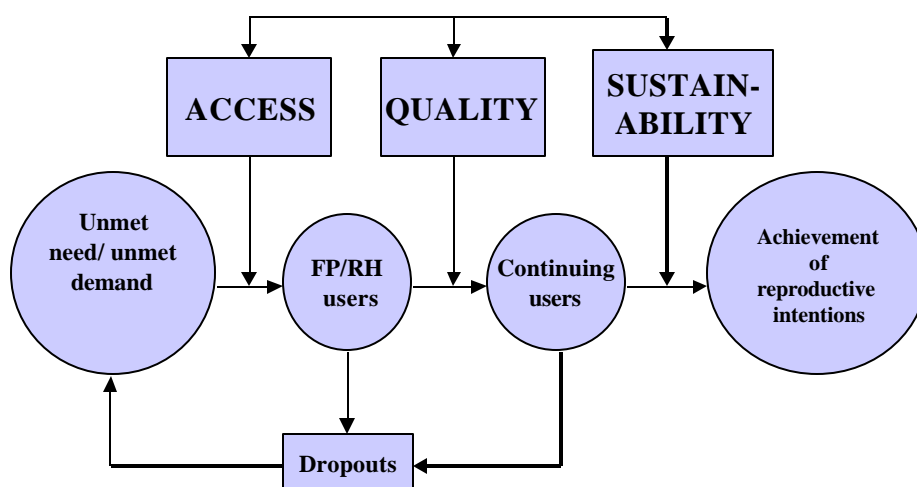 ACCESS
QUALITY
SUSTAIN-
ABILITY
Unmet
need/ unmet
demand
FP/RH
users
Continuing
users
Achievement
of
reproductive
intentions
Dropouts